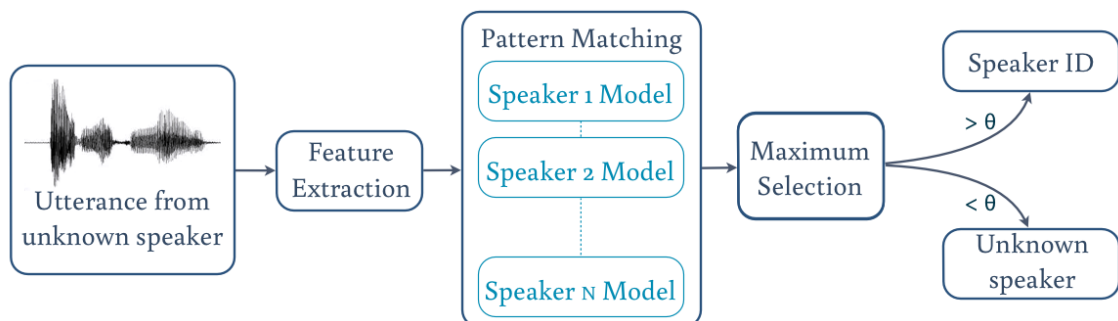 Utterance from
unknown speaker
Feature
Extraction
Pattern Matching
Speaker 1 Model
Speaker 2 Model
Speaker N Model
Maximum
Selection
> θ
< θ
Speaker ID
Unknown
speaker